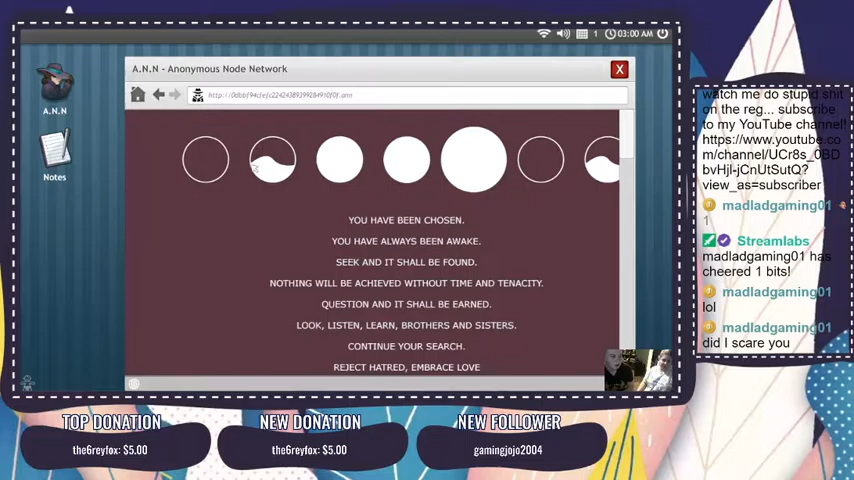 1 03:00 AM
A.N.N - Anonymous Node Network
X
A.N.N
Notes
YOU HAVE BEEN CHOSEN.
YOU HAVE ALWAYS BEEN AWAKE.
SEEK AND IT SHALL BE FOUND.
NOTHING WILL BE ACHIEVED WITHOUT TIME AND TENACITY.
QUESTION AND IT SHALL BE EARNED.
LOOK, LISTEN, LEARN, BROTHERS AND SISTERS.
CONTINUE YOUR SEARCH.
REJECT HATRED, EMBRACE LOVE
watch me do stupid shit
on the reg... subscribe
to my YouTube channel!
https://www.youtube.co
m/channel/UCr8s_0BD
bvHjl-jCnUtSutQ?
view_as=subscriber
madladgaming01
1
Streamlabs
madladgaming01 has
cheered 1 bits!
madladgaming01
lol
madladgaming01
did I scare you
TOP DONATION
the6reyfox: $5.00
NEW DONATION
the6reyfox: $5.00
NEW FOLLOWER
gamingjojo2004